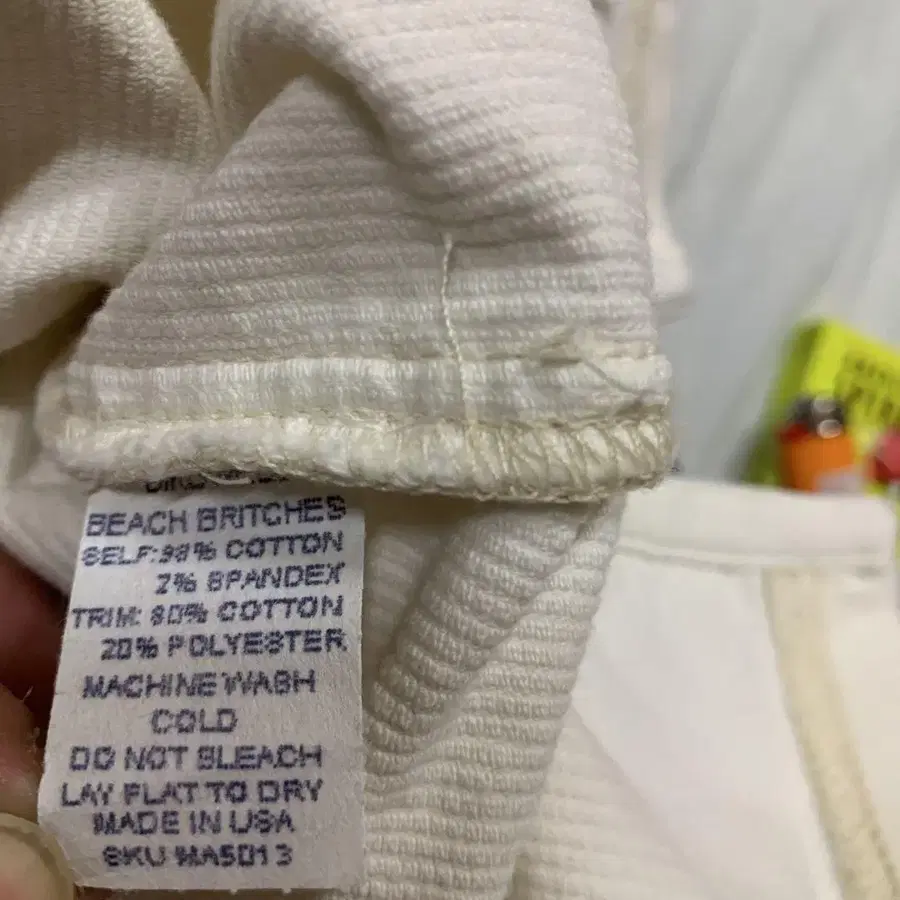 BEACH BRITCHES
SELF:98% COTTON
2% SPANDEX
TRIM: 80% COTTON
20% POLYESTER
MACHINE WASH
COLD
DO NOT BLEACH
LAY FLAT TO DRY
MADE IN USA
SKU MA5013